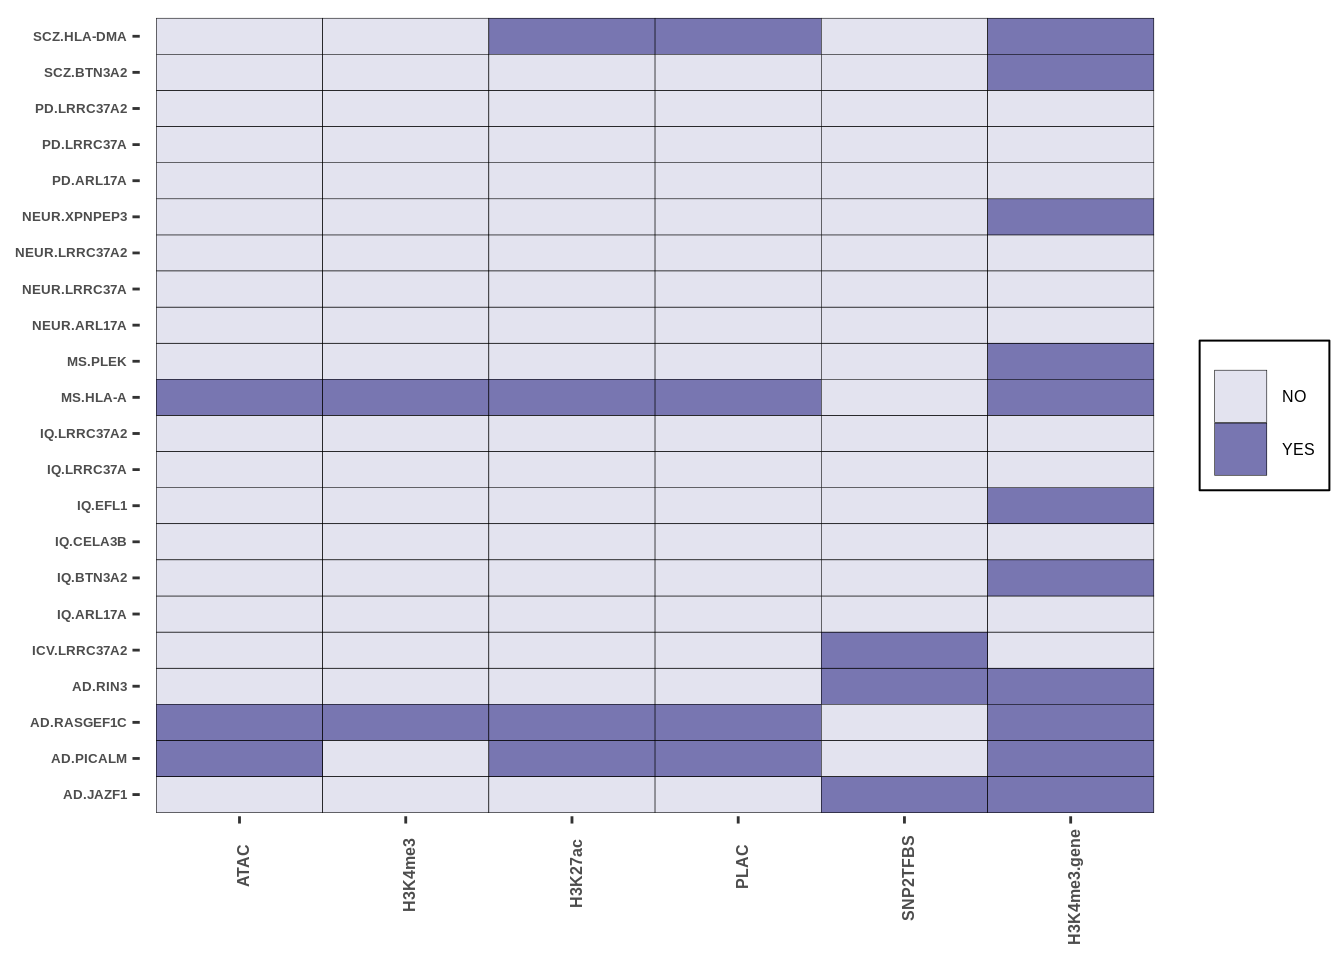 SCZ.HLA-DMA
SCZ.BTN3A2
PD.LRRC37A2
PD.LRRC37A
PD.ARL17A
NEUR.XPNPEP3
NEUR.LRRC37A2
NEUR.LRRC37A
NEUR.ARL17A
MS.PLEK
MS.HLA-A
IQ.LRRC37A2
IQ.LRRC37A
IQ.EFL1
IQ.CELA3B
IQ.BTN3A2
IQ.ARL17A
ICV.LRRC37A2
AD.RIN3
AD.RASGEF1C
AD.PICALM
AD.JAZF1
ATAC
H3K4me3
H3K27ac
PLAC
SNP2TFBS
H3K4me3.gene
NO
YES